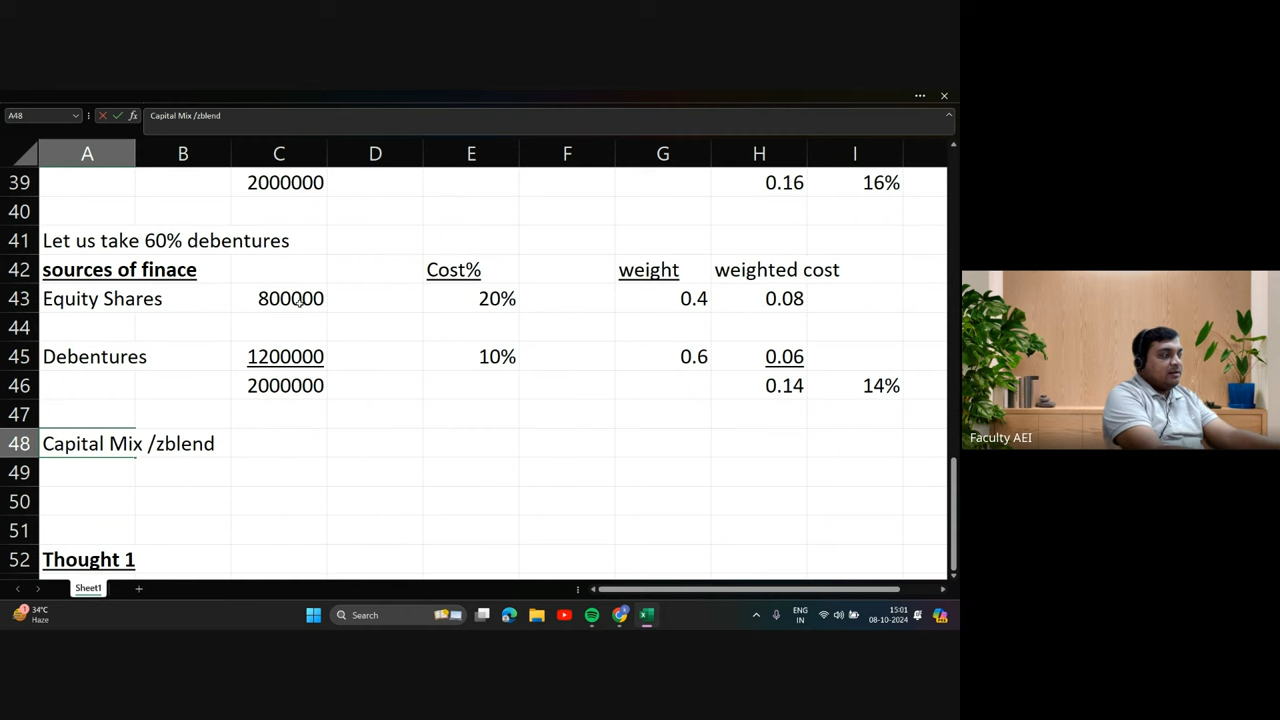 A48
fx
Capital Mix /zblend
A B C D E F G H I
39 2000000 0.16 16%
40
41 Let us take 60% debentures
42 sources of finace Cost% weight weighted cost
43 Equity Shares 800000 20% 0.4 0.08
44
45 Debentures 1200000 10% 0.6 0.06
46 2000000 0.14 14%
47
48 Capital Mix /zblend
49
50
51
52 Thought 1
Sheet1
Faculty AEI
1
34°C
Haze
Search
ENG
IN
15:01
08-10-2024